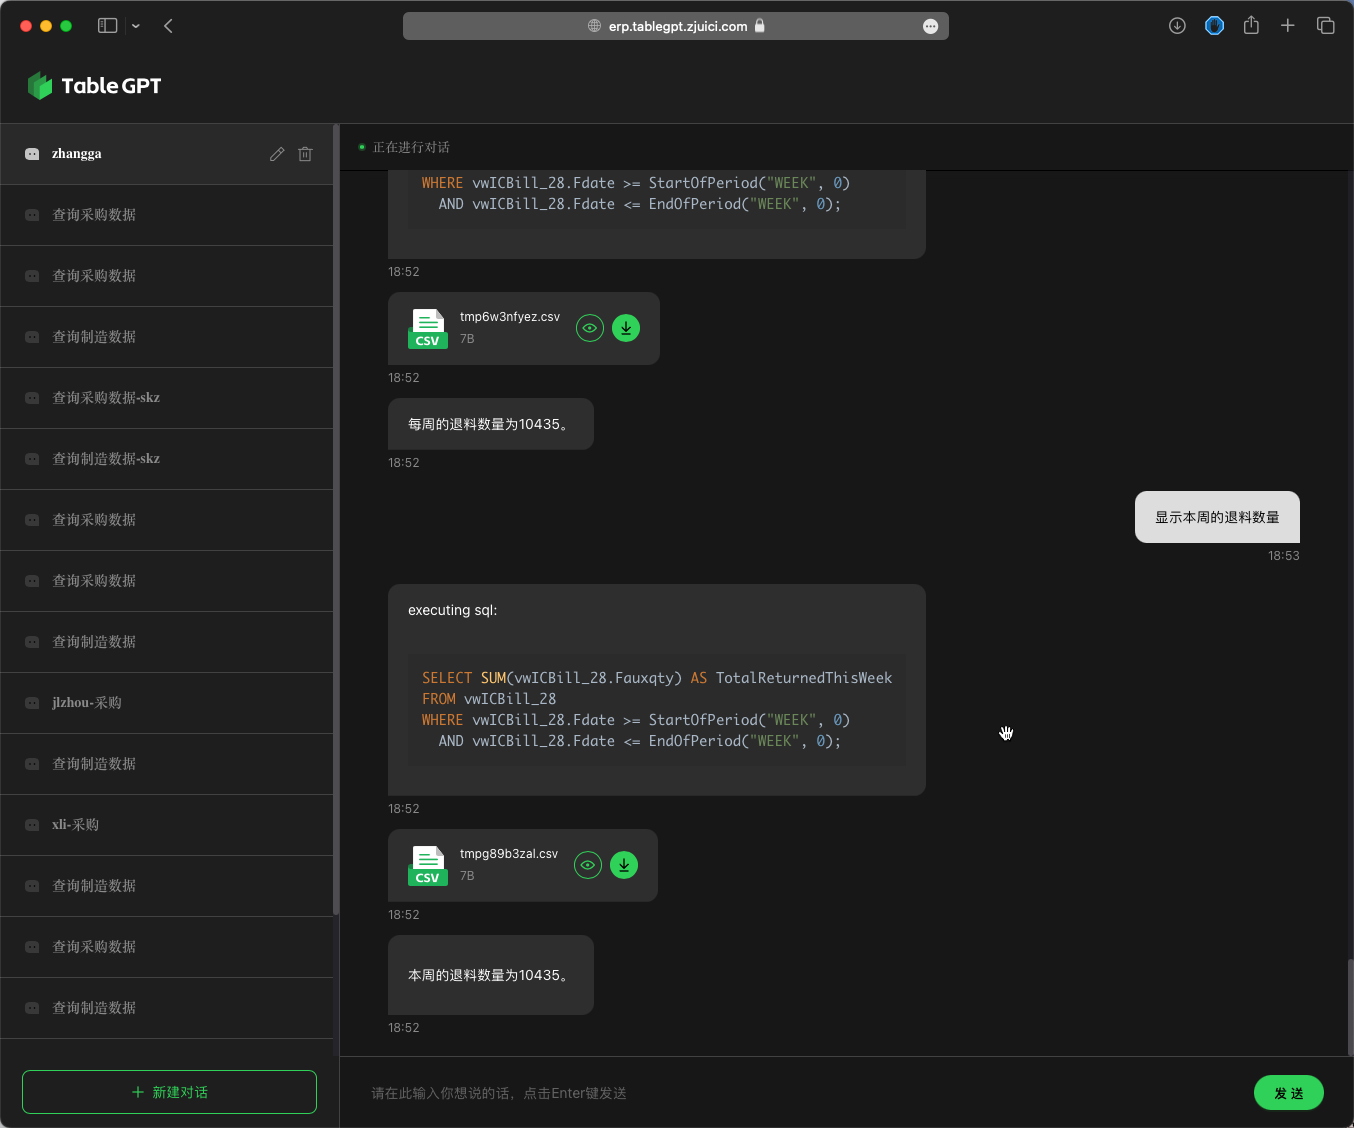 erp.tablegpt.zjuici.com
TableGPT
zhangga
查询采购数据
查询采购数据
查询制造数据
查询采购数据-skz
查询制造数据-skz
查询采购数据
查询采购数据
查询制造数据
jlzhou-采购
查询制造数据
xli-采购
查询制造数据
查询采购数据
查询制造数据
新建对话
正在进行对话
WHERE vwICBill_28.Fdate >= StartOfPeriod("WEEK", 0)
AND vwICBill_28.Fdate <= EndOfPeriod("WEEK", 0);
18:52
CSV
tmp6w3nfyez.csv
7B
18:52
每周的退料数量为10435。
18:52
显示本周的退料数量
18:53
executing sql:
SELECT SUM(vwICBill_28.Fauxqty) AS TotalReturnedThisWeek
FROM vwICBill_28
WHERE vwICBill_28.Fdate >= StartOfPeriod("WEEK", 0)
AND vwICBill_28.Fdate <= EndOfPeriod("WEEK", 0);
18:52
CSV
tmpg89b3zal.csv
7B
18:52
本周的退料数量为10435。
18:52
请在此输入你想说的话，点击Enter键发送
发 送